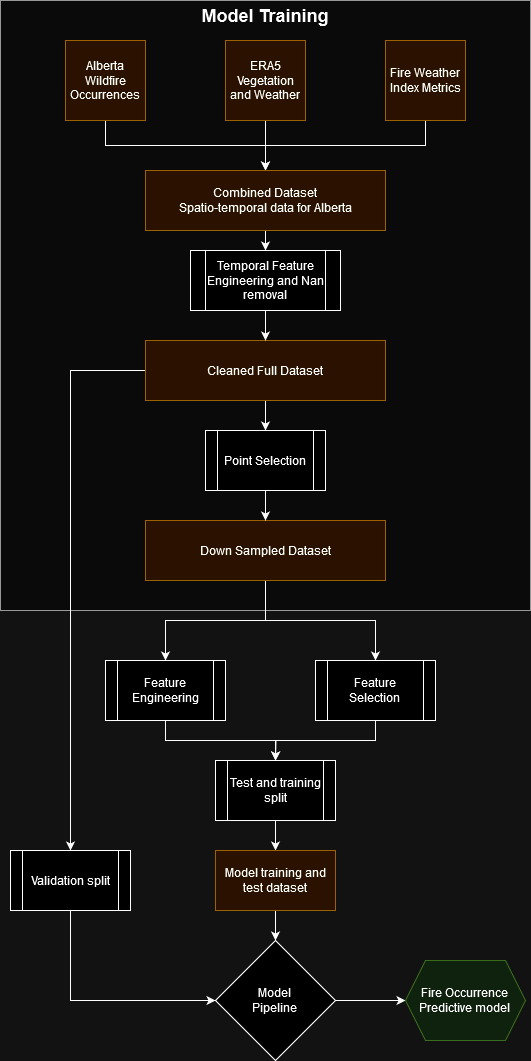 Model Training
Alberta
Wildfire
Occurrences
ERA5
Vegetation
and Weather
Fire Weather
Index Metrics
Combined Dataset
Spatio-temporal data for Alberta
Temporal Feature
Engineering and Nan
removal
Cleaned Full Dataset
Point Selection
Down Sampled Dataset
Feature
Engineering
Feature
Selection
Test and training
split
Validation split
Model training and
test dataset
Model
Pipeline
Fire Occurrence
Predictive model